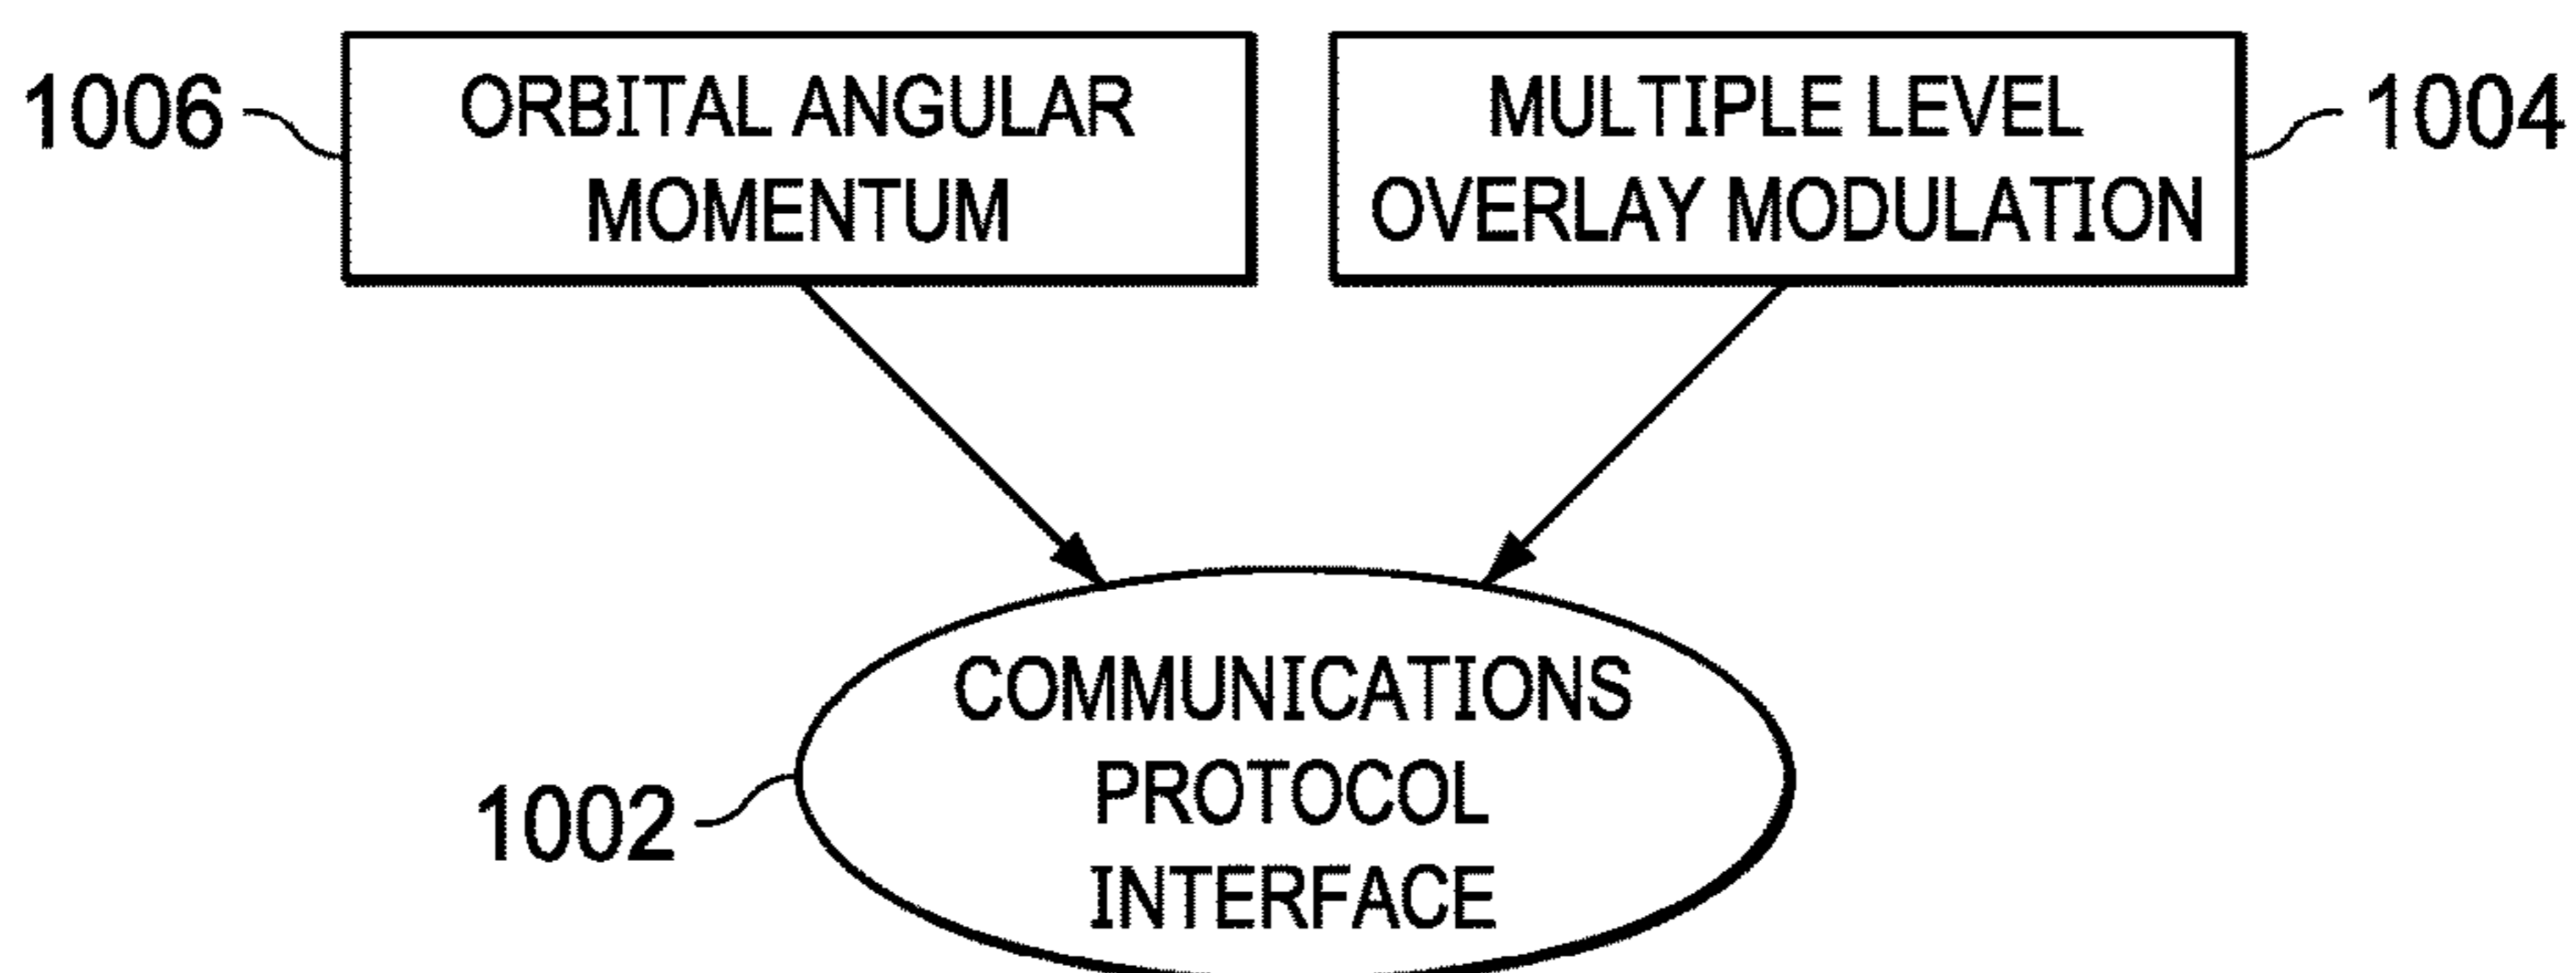 1006
ORBITAL ANGULAR
MOMENTUM
MULTIPLE LEVEL
OVERLAY MODULATION
1004
COMMUNICATIONS
PROTOCOL
INTERFACE
1002